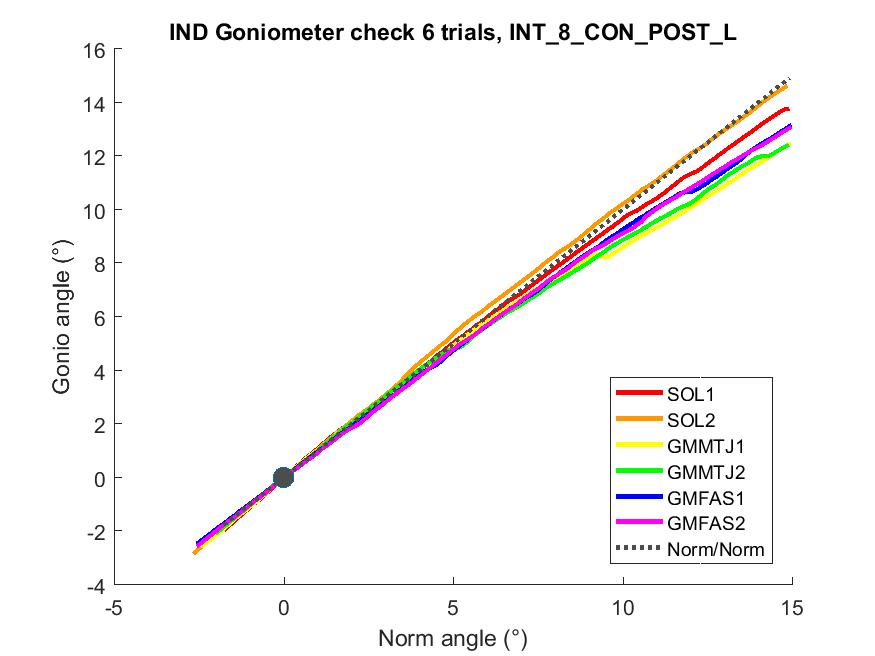 IND Goniometer check 6 trials, INT_8_CON_POST_L
16
14
12
10
8
6
4
2
0
-2
-4
Gonio angle (°)
-5
0
5
10
15
Norm angle (°)
SOL1
SOL2
GMMTJ1
GMMTJ2
GMFAS1
GMFAS2
Norm/Norm